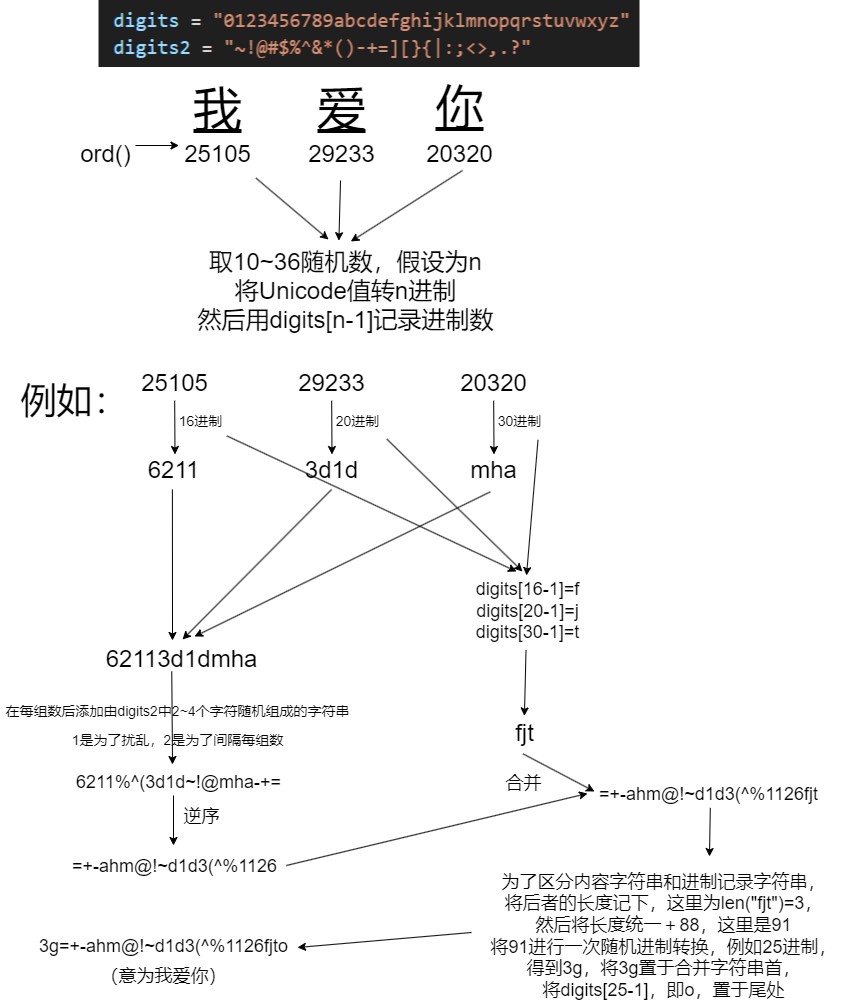 digits = "0123456789abcdefghijklmnopqrstuvwxyz"
digits2 = "~!@#$%^&*()-+=][}{|:;<>,.?"
我 爱 你
ord() 25105 29233 20320
取10~36随机数，假设为n
将Unicode值转n进制
然后用digits[n-1]记录进制数
例如：
25105 29233 20320
16进制 20进制 30进制
6211 3d1d mha
digits[16-1]=f
digits[20-1]=j
digits[30-1]=t
62113d1dmha
在每组数后添加由digits2中2~4个字符随机组成的字符串
1是为了扰乱，2是为了间隔每组数
fjt
6211%^(3d1d~!@mha-+=
合并
=+-ahm@!~d1d3(^%1126fjt
逆序
=+-ahm@!~d1d3(^%1126
为了区分内容字符串和进制记录字符串，
将后者的长度记下，这里为len("fjt")=3，
然后将长度统一＋88，这里是91
将91进行一次随机进制转换，例如25进制，
得到3g，将3g置于合并字符串首，
将digits[25-1]，即o，置于尾处
3g=+-ahm@!~d1d3(^%1126fjto
（意为我爱你）